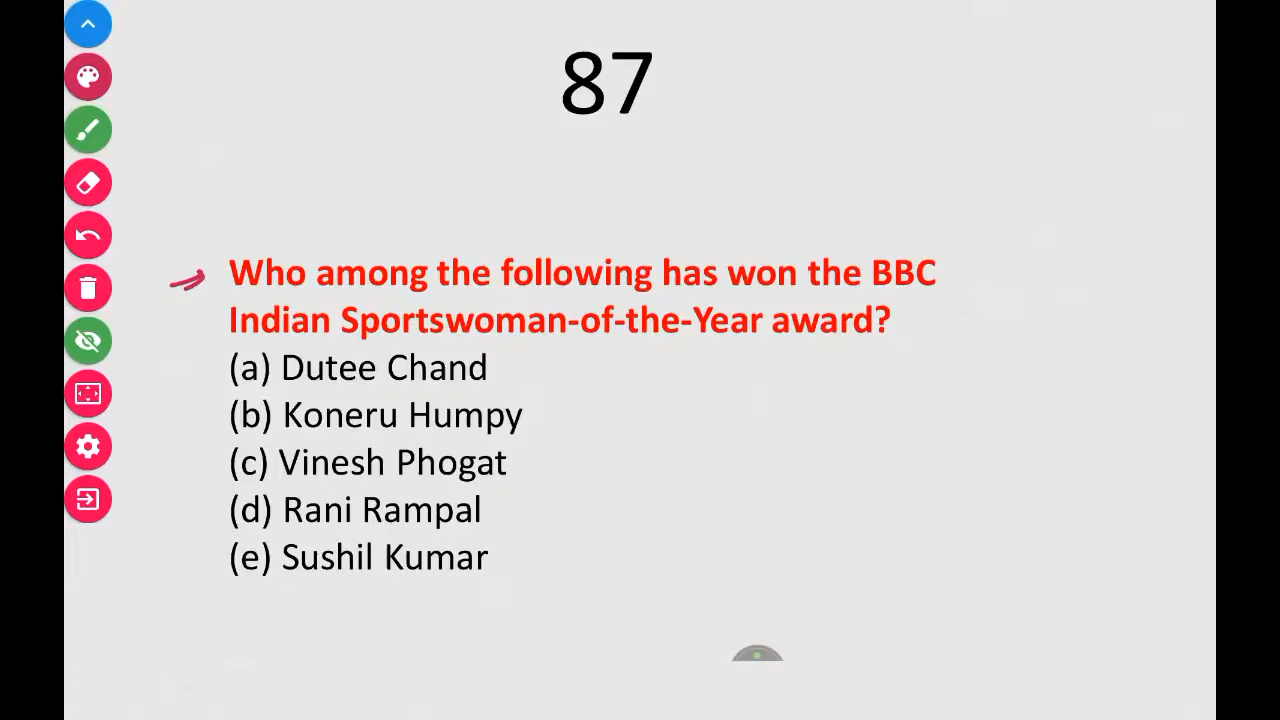 87
Who among the following has won the BBC
Indian Sportswoman-of-the-Year award?
(a) Dutee Chand
(b) Koneru Humpy
(c) Vinesh Phogat
(d) Rani Rampal
(e) Sushil Kumar